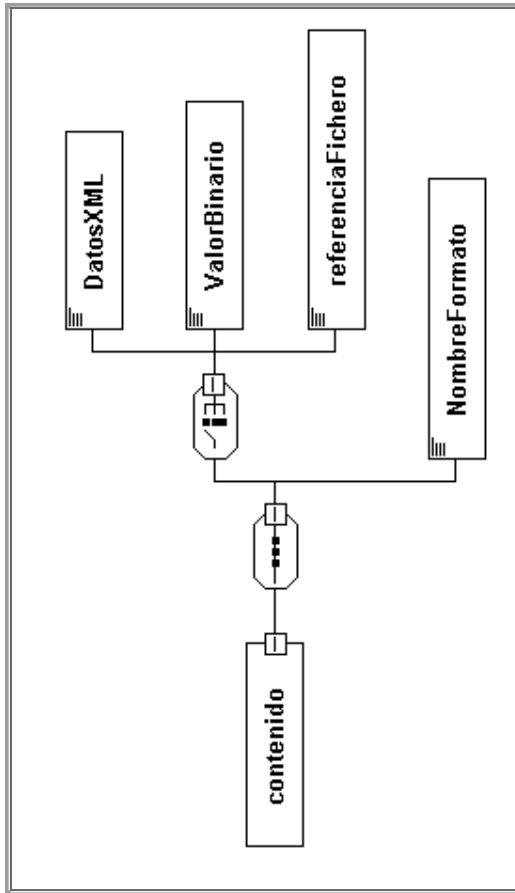 contenido
DatosXML
ValorBinario
referenciaFichero
NombreFormato